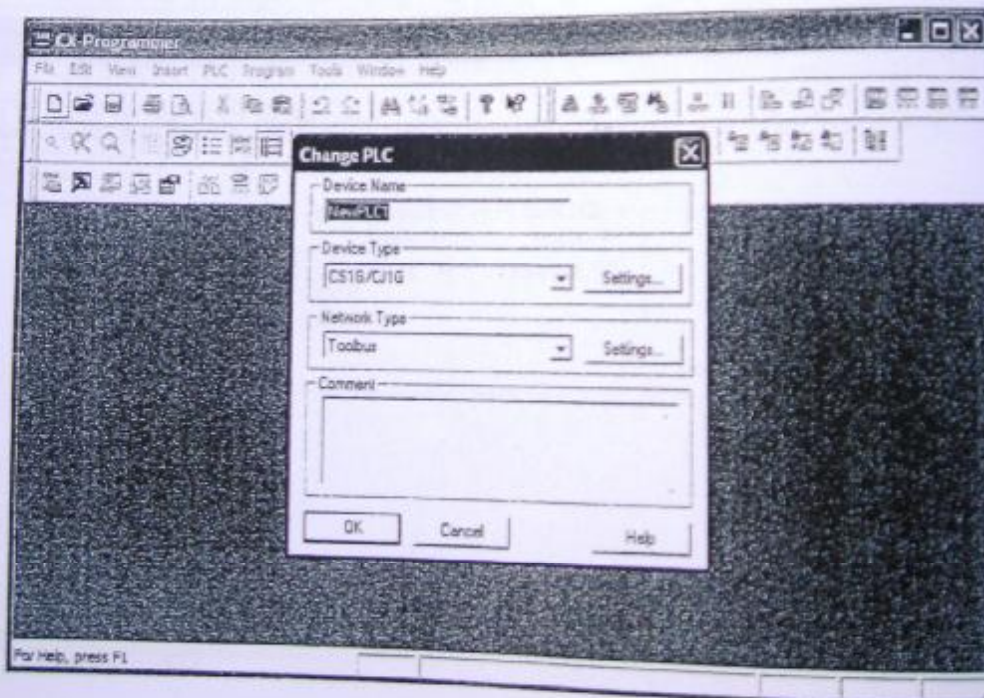 CX-Programmer
File Edit View Insert PLC Program Tools Window Help
Change PLC
Device Name
NewPLC1
Device Type
CS1G/CJ1G
Settings...
Network Type
Toolbus
Settings...
Comment
OK
Cancel
Help
For Help, press F1